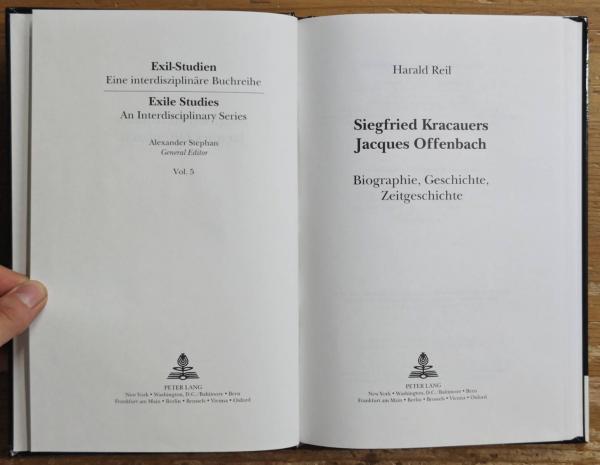 Exil-Studien
Eine interdisziplinäre Buchreihe
Exile Studies
An Interdisciplinary Series
Alexander Stephan
General Editor
Vol. 5
PETER LANG
New York • Washington, D.C./Baltimore • Bern
Frankfurt am Main • Berlin • Brussels • Vienna • Oxford
Harald Reil
Siegfried Kracauers
Jacques Offenbach
Biographie, Geschichte,
Zeitgeschichte
PETER LANG
New York • Washington, D.C./Baltimore • Bern
Frankfurt am Main • Berlin • Brussels • Vienna • Oxford